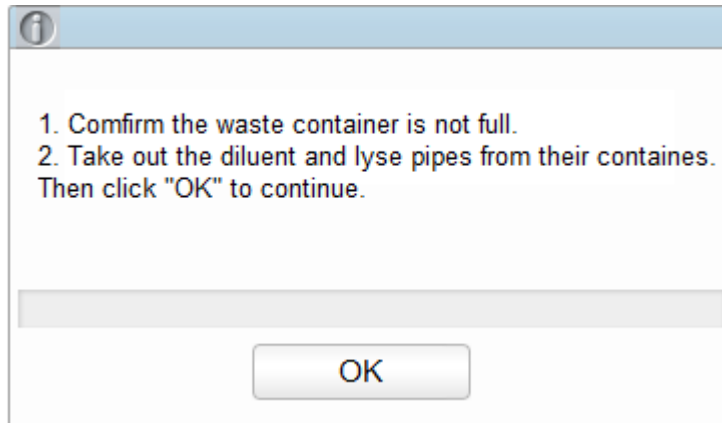 1. Comfirm the waste container is not full.
2. Take out the diluent and lyse pipes from their containes.
Then click "OK" to continue.
OK